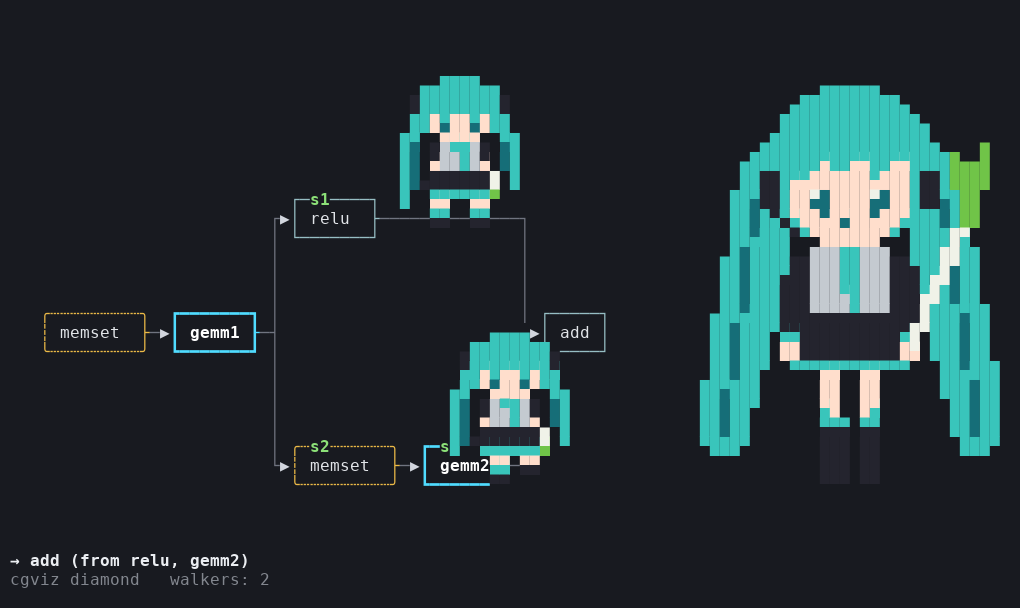 s1
relu
memset
gemm1
add
s2
memset
s
gemm2
→ add (from relu, gemm2)
cgviz diamond   walkers: 2